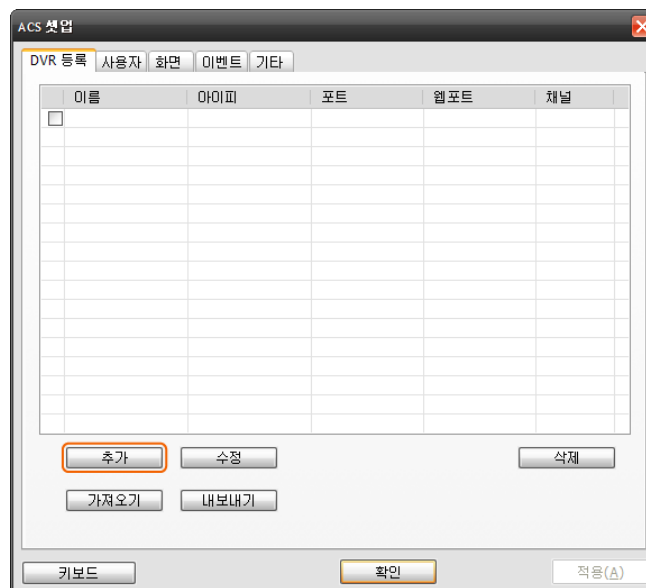 ACS 셋업
DVR 등록 사용자 화면 이벤트 기타
이름 아이피 포트 웹포트 채널
추가 수정 삭제
가져오기 내보내기
키보드 확인 적용(A)